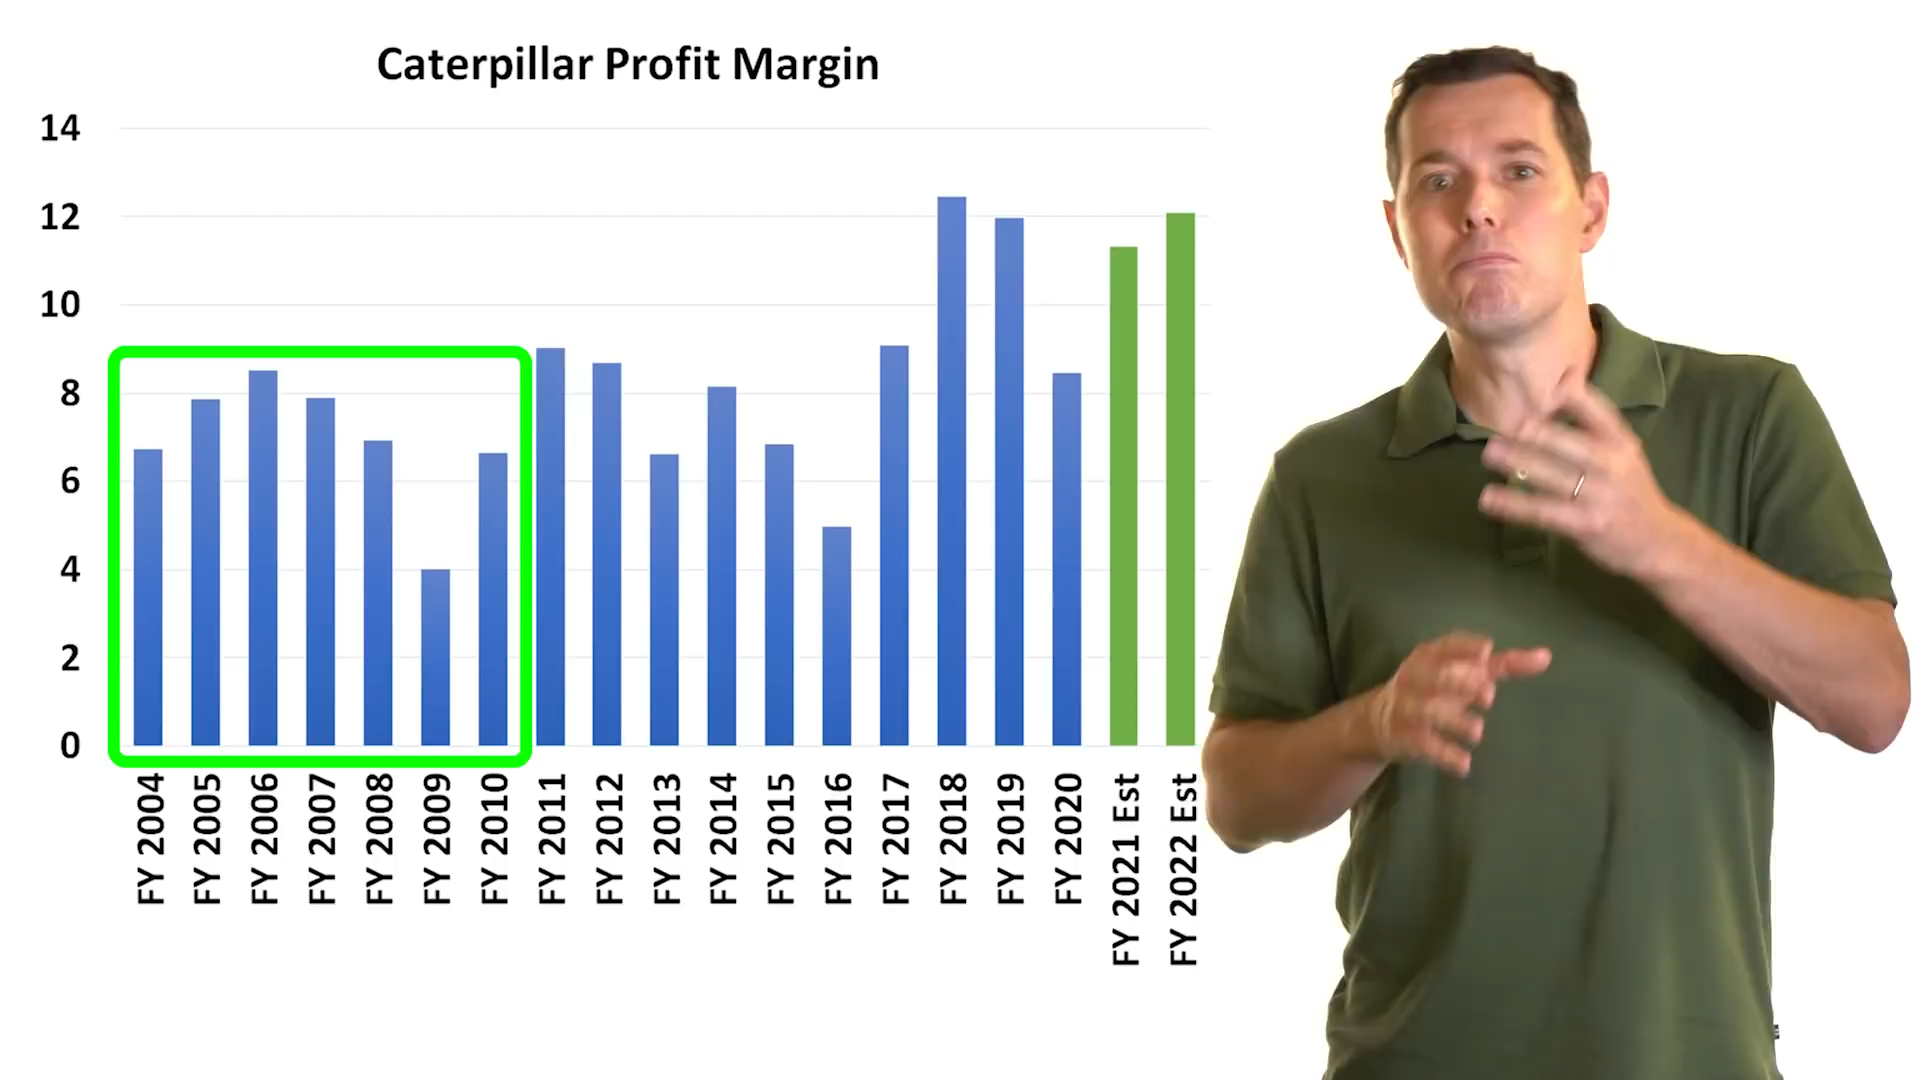 Caterpillar Profit Margin
14
12
10
8
6
4
2
0
FY 2004
FY 2005
FY 2006
FY 2007
FY 2008
FY 2009
FY 2010
FY 2011
FY 2012
FY 2013
FY 2014
FY 2015
FY 2016
FY 2017
FY 2018
FY 2019
FY 2020
FY 2021 Est
FY 2022 Est